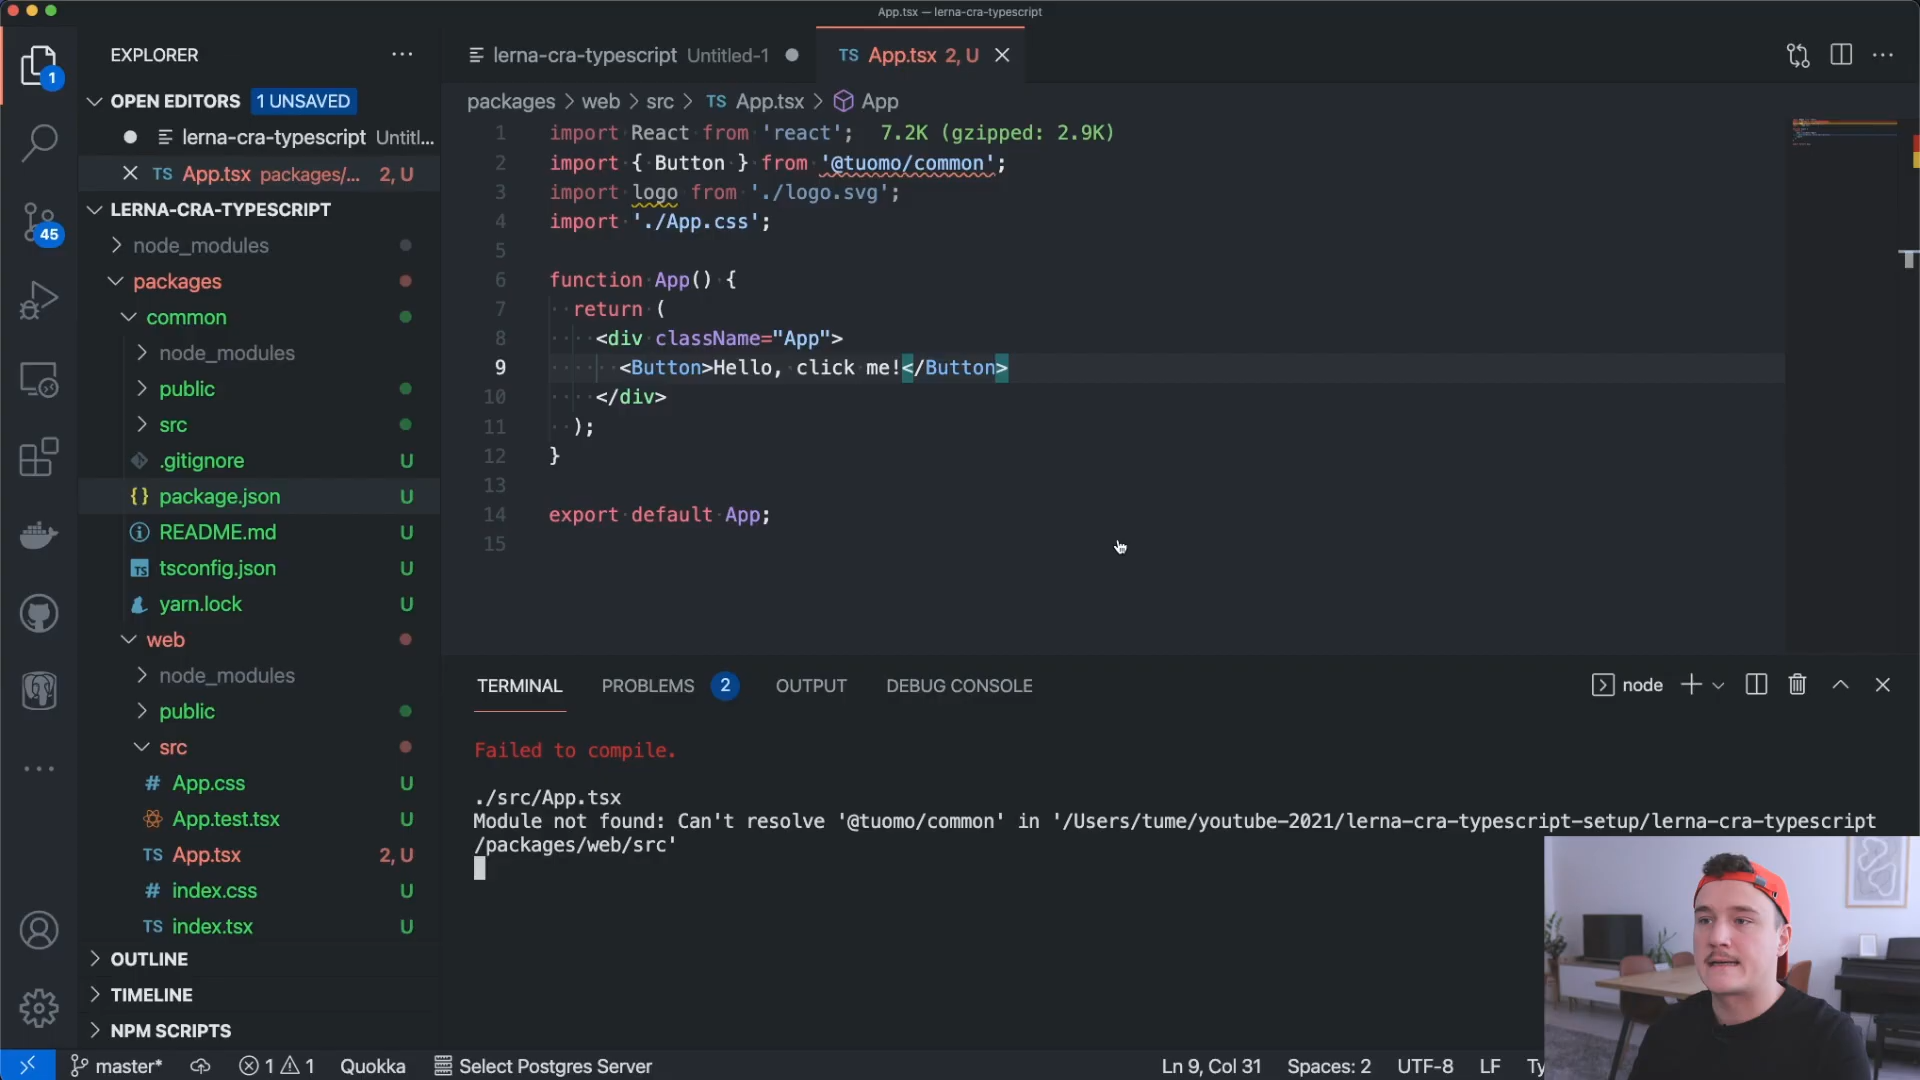 App.tsx — lerna-cra-typescript
EXPLORER
lerna-cra-typescript Untitled-1
TS App.tsx 2, U
1
OPEN EDITORS 1 UNSAVED
lerna-cra-typescript Untitl...
TS App.tsx packages/... 2, U
LERNA-CRA-TYPESCRIPT
45
node_modules
packages
common
node_modules
public
src
.gitignore U
{} package.json U
README.md U
TS tsconfig.json U
yarn.lock U
web
node_modules
public
src
# App.css U
App.test.tsx U
TS App.tsx 2, U
# index.css U
TS index.tsx U
OUTLINE
TIMELINE
NPM SCRIPTS
packages > web > src > TS App.tsx > App
1 import React from 'react'; 7.2K (gzipped: 2.9K)
2 import { Button } from '@tuomo/common';
3 import logo from './logo.svg';
4 import './App.css';
5
6 function App() {
7 return (
8 <div className="App">
9 <Button>Hello, click me!</Button>
10 </div>
11 );
12 }
13
14 export default App;
15
TERMINAL PROBLEMS 2 OUTPUT DEBUG CONSOLE
node
Failed to compile.
./src/App.tsx
Module not found: Can't resolve '@tuomo/common' in '/Users/tume/youtube-2021/lerna-cra-typescript-setup/lerna-cra-typescript
/packages/web/src'
master* 1 1 Quokka Select Postgres Server Ln 9, Col 31 Spaces: 2 UTF-8 LF Ty